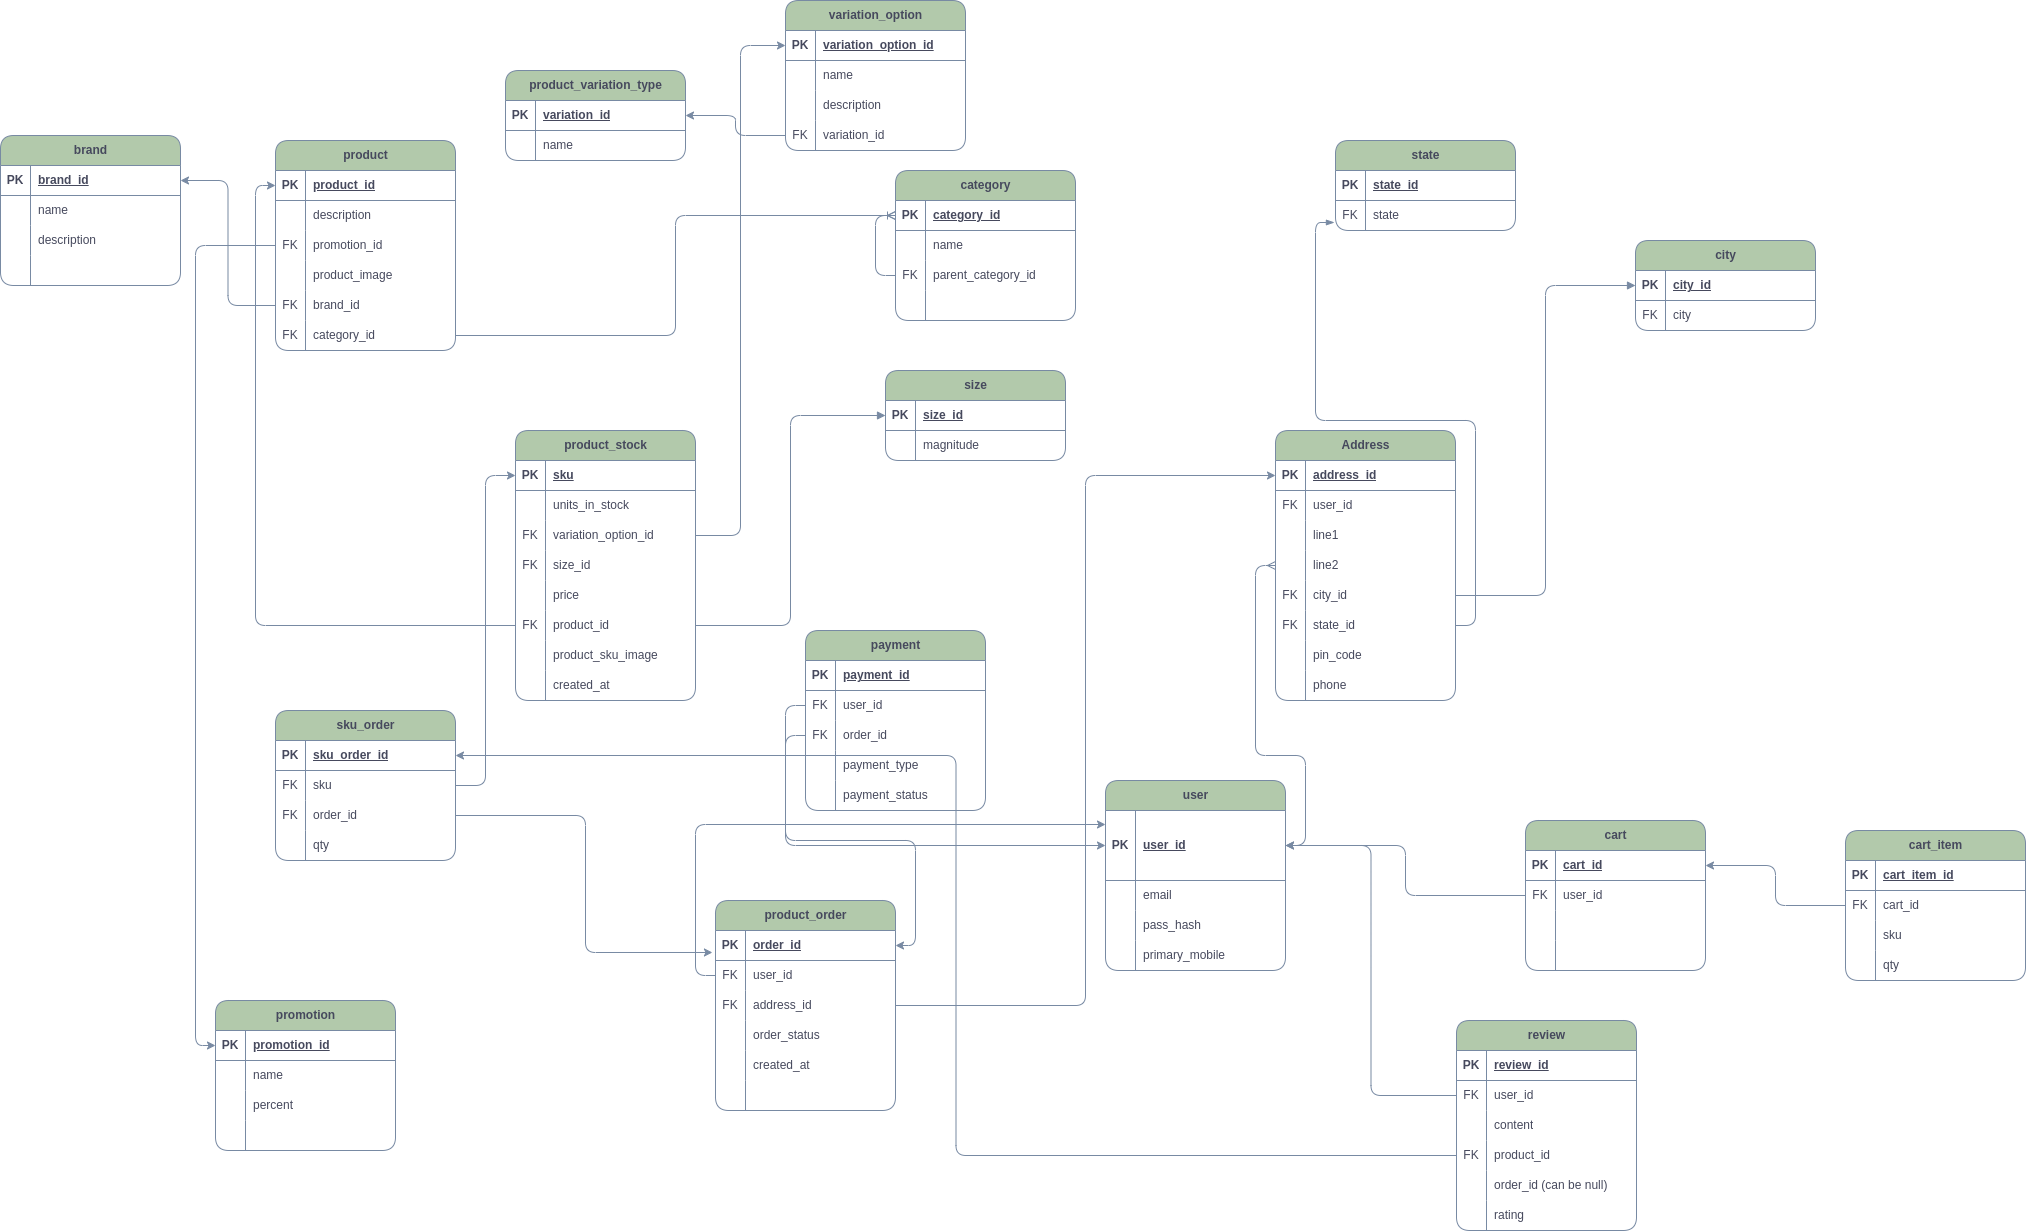 variation_option
PK variation_option_id
name
description
FK variation_id
product_variation_type
PK variation_id
name
brand
PK brand_id
name
description
product
PK product_id
description
FK promotion_id
product_image
FK brand_id
FK category_id
category
PK category_id
name
FK parent_category_id
state
PK state_id
FK state
city
PK city_id
FK city
size
PK size_id
magnitude
product_stock
PK sku
units_in_stock
FK variation_option_id
FK size_id
price
FK product_id
product_sku_image
created_at
Address
PK address_id
FK user_id
line1
line2
FK city_id
FK state_id
pin_code
phone
payment
PK payment_id
FK user_id
FK order_id
payment_type
payment_status
sku_order
PK sku_order_id
FK sku
FK order_id
qty
user
PK user_id
email
pass_hash
primary_mobile
cart
PK cart_id
FK user_id
cart_item
PK cart_item_id
FK cart_id
sku
qty
product_order
PK order_id
FK user_id
FK address_id
order_status
created_at
promotion
PK promotion_id
name
percent
review
PK review_id
FK user_id
content
FK product_id
order_id (can be null)
rating